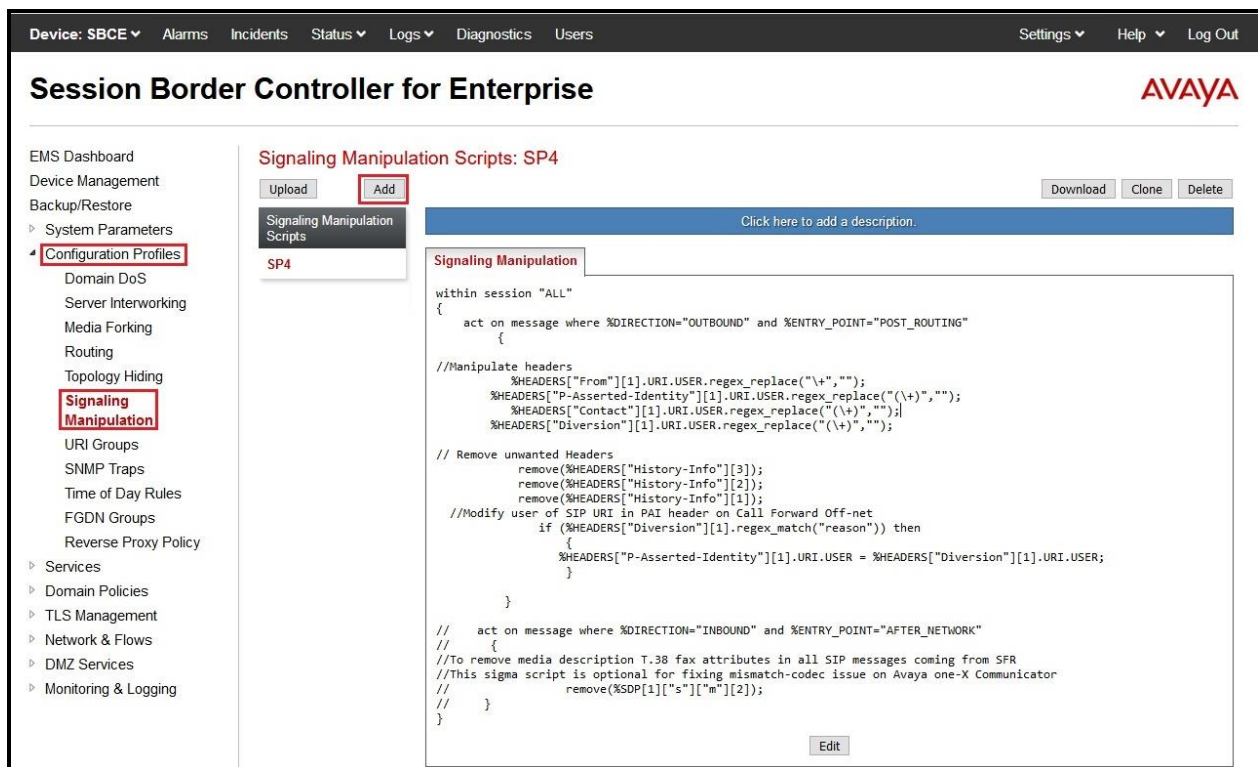 Device: SBCE Alarms Incidents Status Logs Diagnostics Users Settings Help Log Out
Session Border Controller for Enterprise
AVAYA
EMS Dashboard
Device Management
Backup/Restore
System Parameters
Configuration Profiles
Domain DoS
Server Interworking
Media Forking
Routing
Topology Hiding
Signaling
Manipulation
URI Groups
SNMP Traps
Time of Day Rules
FGDN Groups
Reverse Proxy Policy
Services
Domain Policies
TLS Management
Network & Flows
DMZ Services
Monitoring & Logging
Signaling Manipulation Scripts: SP4
Upload Add Download Clone Delete
Signaling Manipulation
Scripts
SP4
Click here to add a description.
Signaling Manipulation
within session "ALL"
{
act on message where %DIRECTION="OUTBOUND" and %ENTRY_POINT="POST_ROUTING"
{
//Manipulate headers
%HEADERS["From"][1].URI.USER.regex_replace("\+","");
%HEADERS["P-Asserted-Identity"][1].URI.USER.regex_replace("(\+)","");
%HEADERS["Contact"][1].URI.USER.regex_replace("(\+)","");
%HEADERS["Diversion"][1].URI.USER.regex_replace("(\+)","");
// Remove unwanted Headers
remove(%HEADERS["History-Info"][3]);
remove(%HEADERS["History-Info"][2]);
remove(%HEADERS["History-Info"][1]);
//Modify user of SIP URI in PAI header on Call Forward Off-net
if (%HEADERS["Diversion"][1].regex_match("reason")) then
{
%HEADERS["P-Asserted-Identity"][1].URI.USER = %HEADERS["Diversion"][1].URI.USER;
}
}
// act on message where %DIRECTION="INBOUND" and %ENTRY_POINT="AFTER_NETWORK"
// {
//To remove media description T.38 fax attributes in all SIP messages coming from SFR
//This sigma script is optional for fixing mismatch-codec issue on Avaya one-X Communicator
// remove(%SDP[1]["s"]["m"][2]);
// }
}
Edit